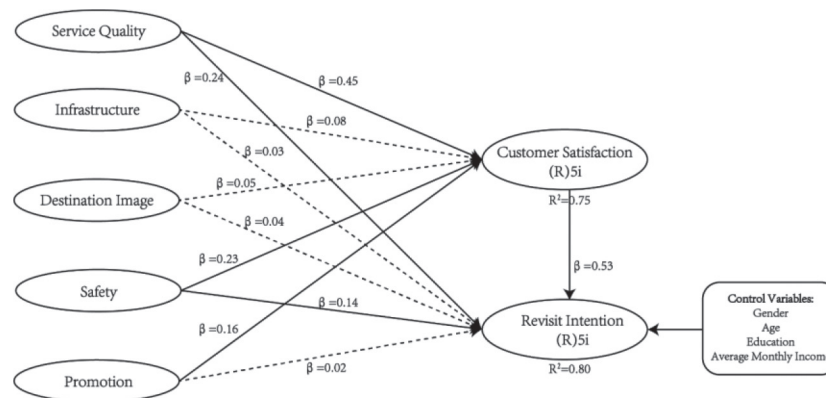 Service Quality
β =0.24
β =0.45
Infrastructure
β =0.08
β =0.03
Customer Satisfaction
(R)5i
R²=0.75
β =0.05
Destination Image
β =0.04
β =0.23
β =0.53
Safety
β =0.14
β =0.16
Revisit Intention
(R)5i
R²=0.80
Control Variables:
Gender
Age
Education
Average Monthly Incom
Promotion
β =0.02